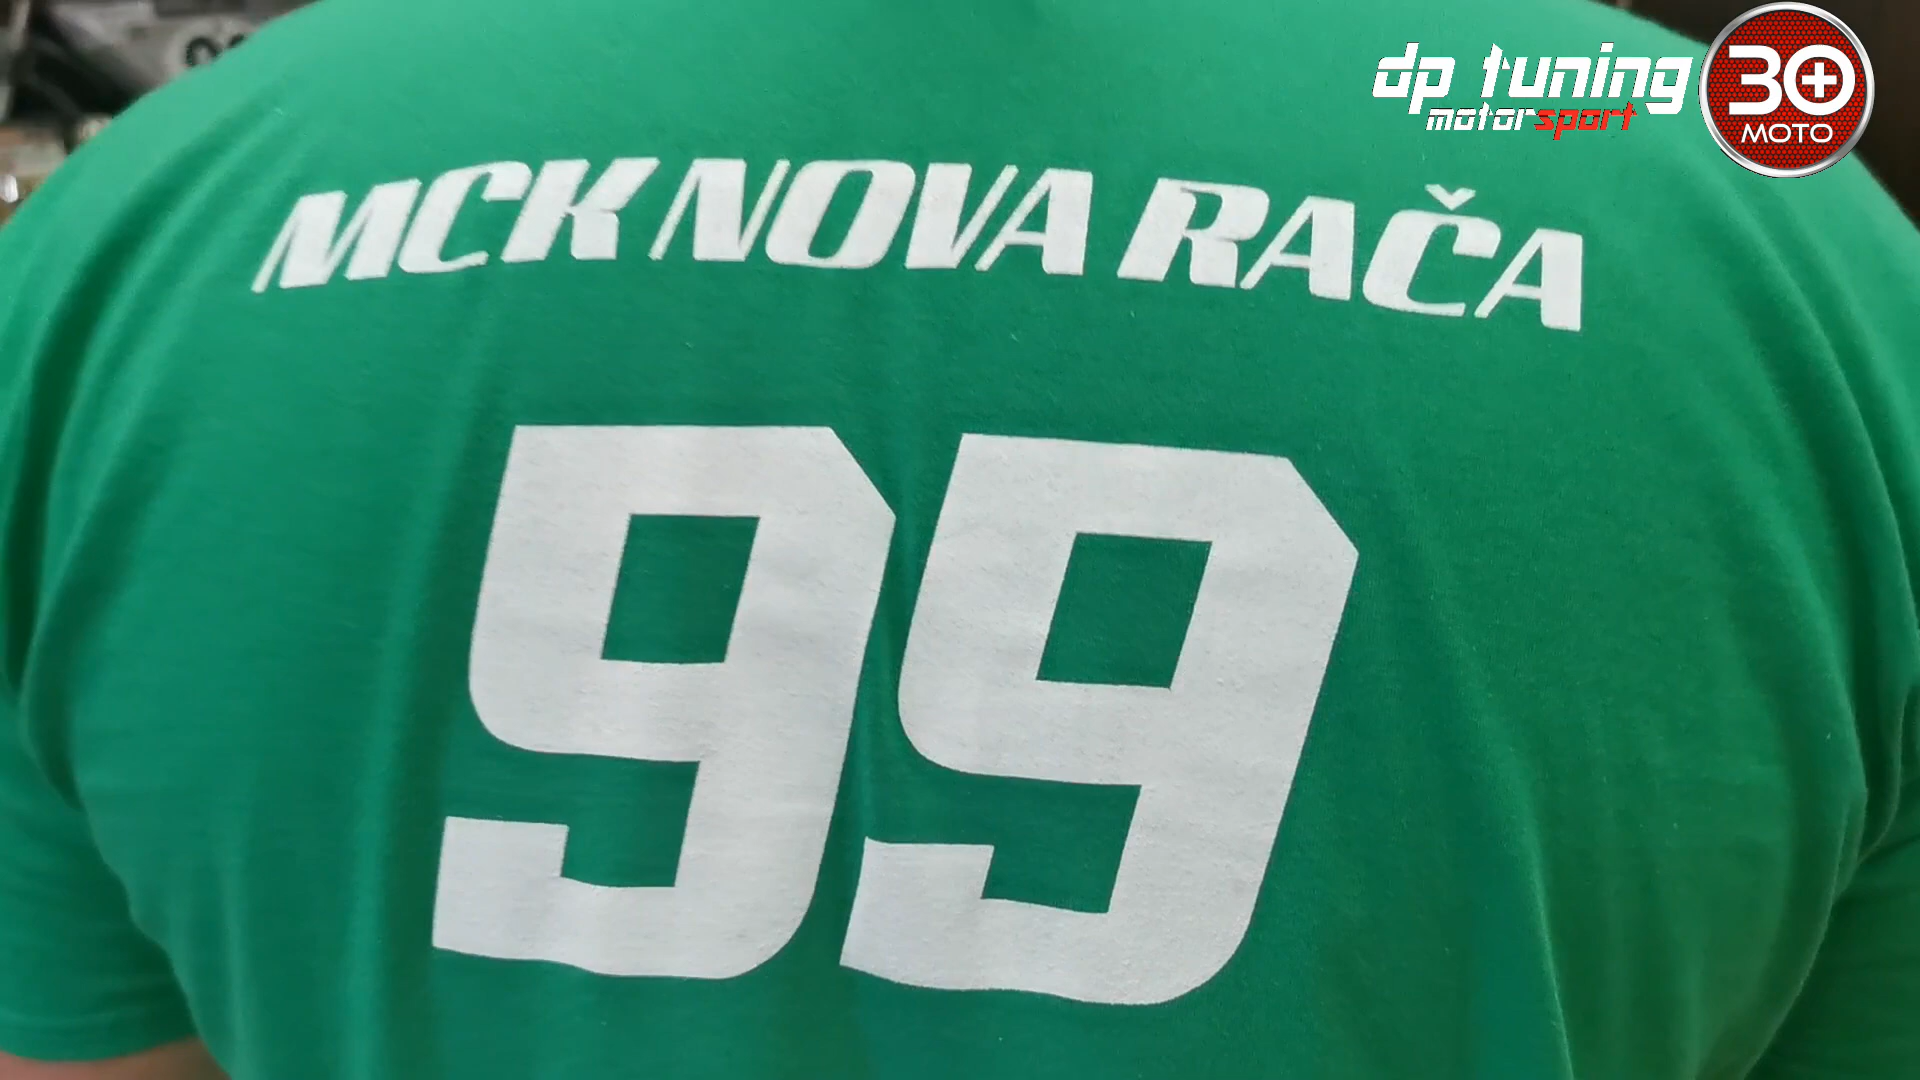 dp tuning
motorsport
30+
MOTO
MCK NOVA RAČA
99